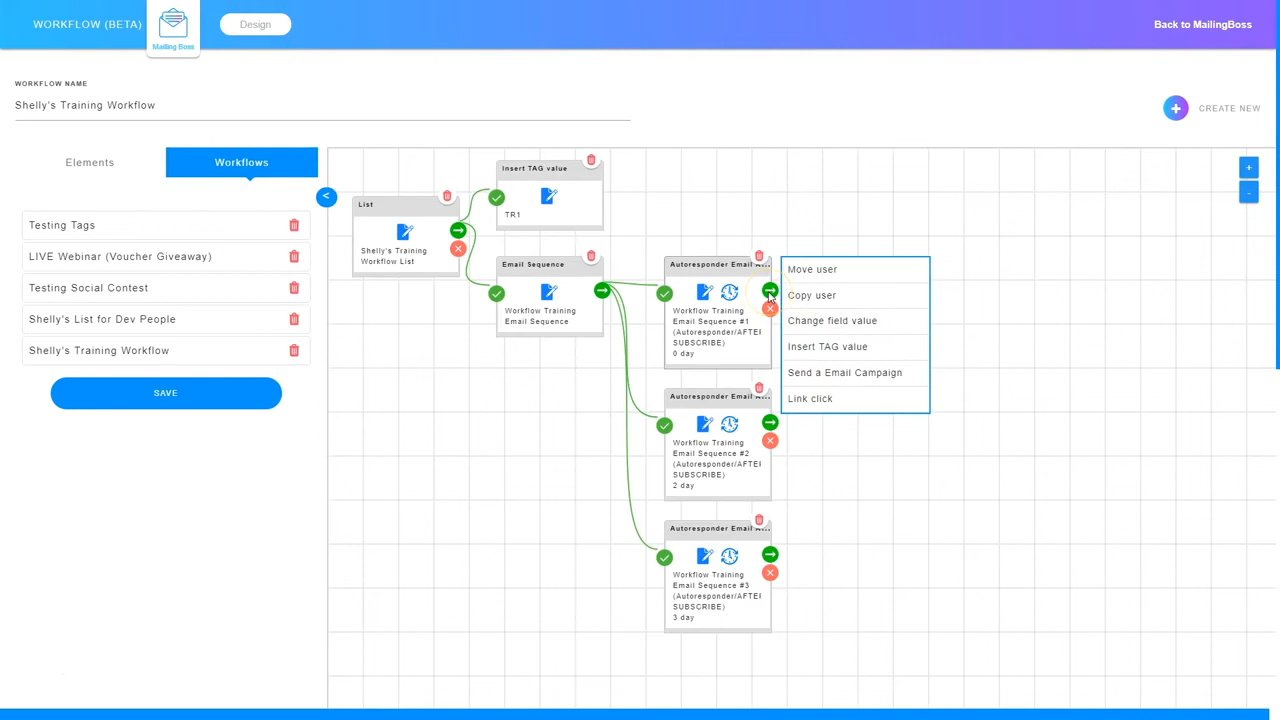 WORKFLOW (BETA)
Mailing Boss
Design
Back to MailingBoss
WORKFLOW NAME
Shelly's Training Workflow
+ CREATE NEW
Elements
Workflows
<
+
-
Testing Tags
LIVE Webinar (Voucher Giveaway)
Testing Social Contest
Shelly's List for Dev People
Shelly's Training Workflow
SAVE
List
Shelly's Training
Workflow List
Insert TAG value
TR1
Email Sequence
Workflow Training
Email Sequence
Autoresponder Email A...
Workflow Training
Email Sequence #1
(Autoresponder/AFTER
SUBSCRIBE)
0 day
Move user
Copy user
Change field value
Insert TAG value
Send a Email Campaign
Link click
Autoresponder Email A...
Workflow Training
Email Sequence #2
(Autoresponder/AFTER
SUBSCRIBE)
2 day
Autoresponder Email A...
Workflow Training
Email Sequence #3
(Autoresponder/AFTER
SUBSCRIBE)
3 day